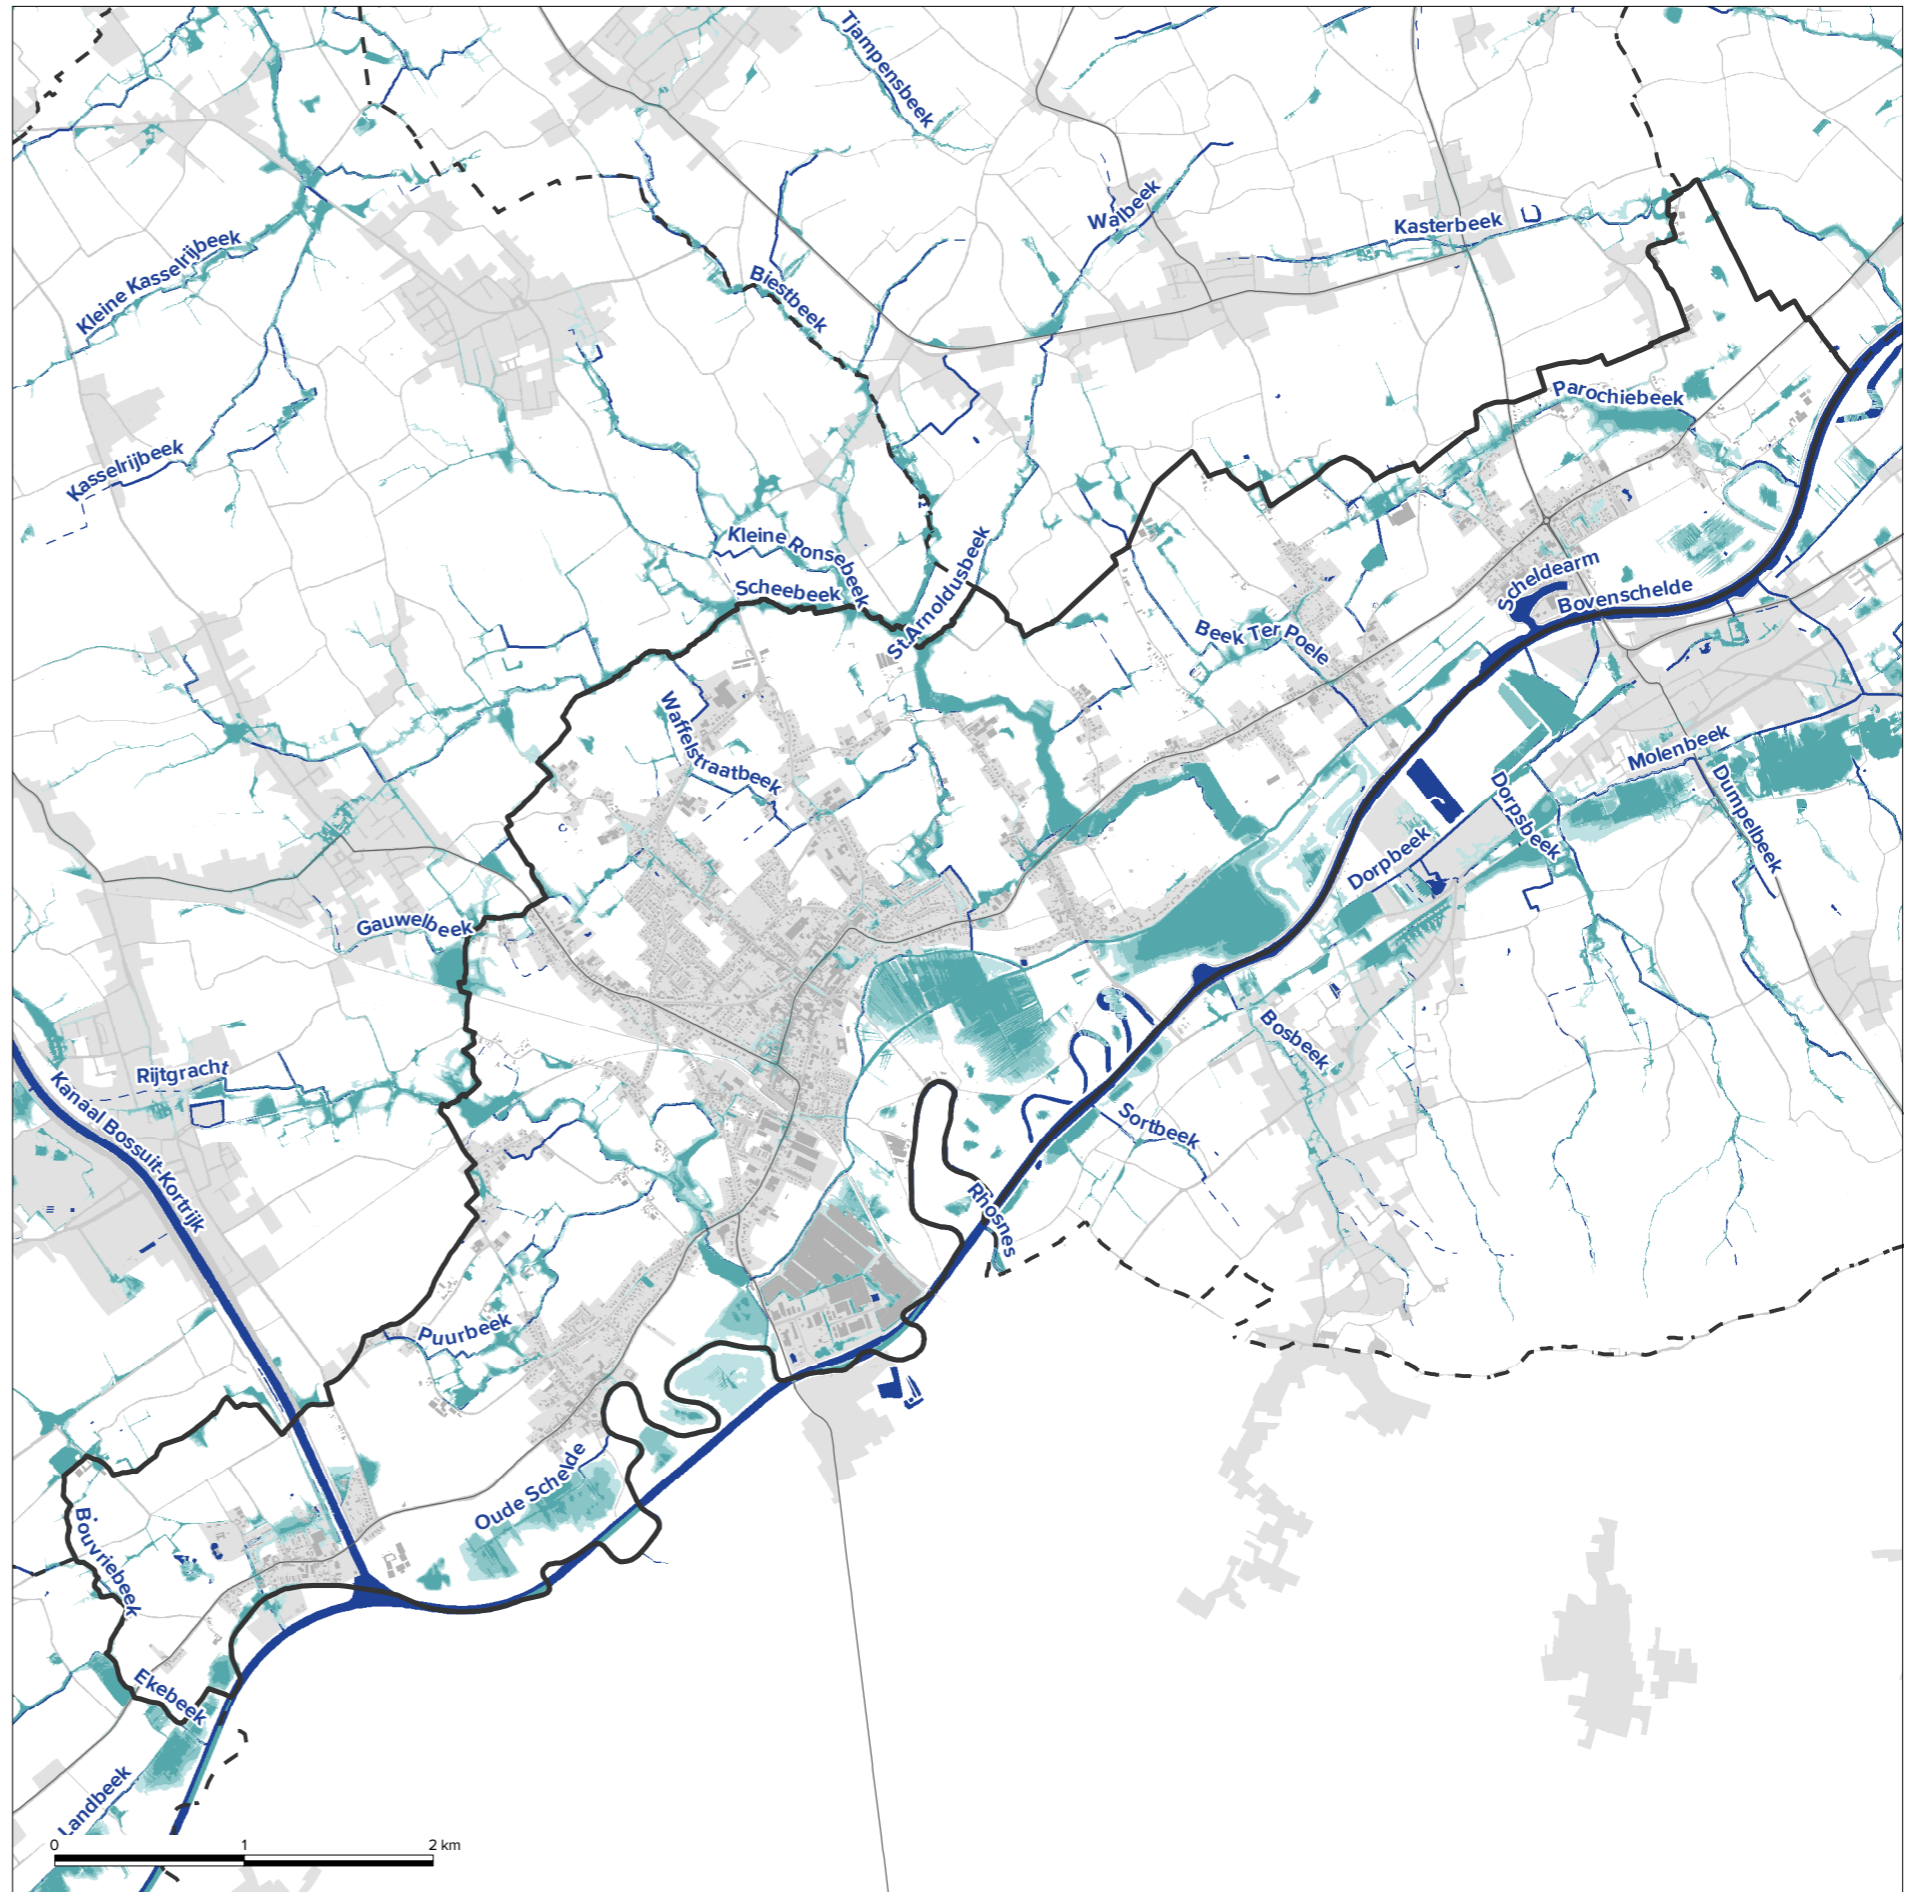 Tjampensbeek
Walbeek
Kasterbeek
Kleine Kasselrijbeek
Biestbeek
Parochiebeek
Kasselrijbeek
Kleine Ronsebeek
Scheebeek
St.Arnoldusbeek
Scheldearm
Bovenschelde
Beek Ter Poele
Waffelstraatbeek
Molenbeek
Dumpelbeek
Dorpsbeek
Dorpbeek
Gauwelbeek
Bosbeek
Rijtgracht
Kanaal Bossuit-Kortrijk
Sortbeek
Rhosnes
Puurbeek
Oude Schelde
Bouvriebeek
Ekebeek
Landbeek
0 1 2 km